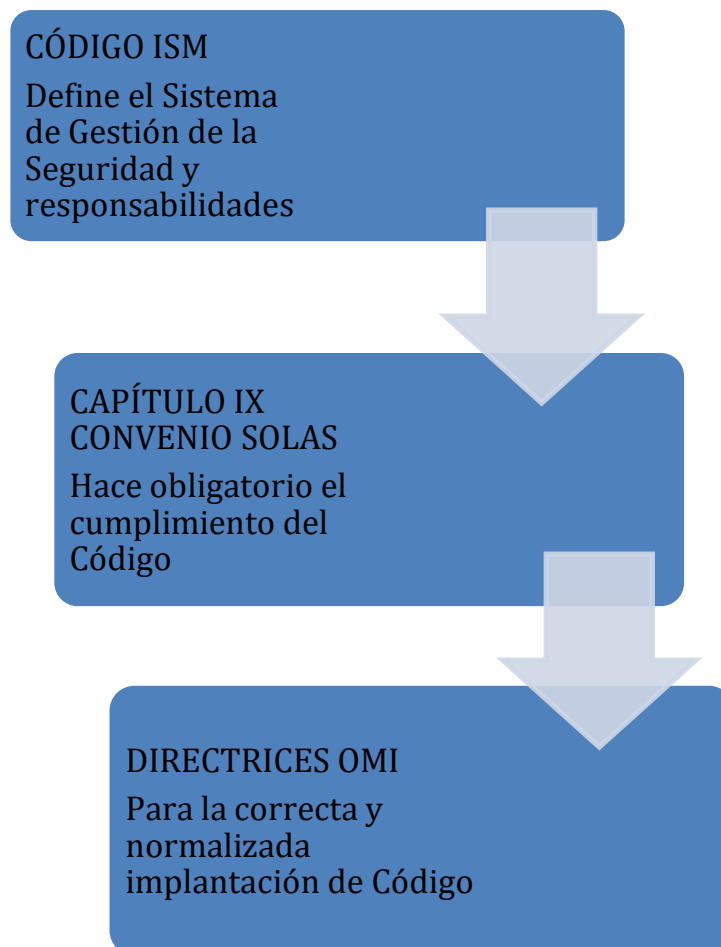 CÓDIGO ISM
Define el Sistema
de Gestión de la
Seguridad y
responsabilidades
CAPÍTULO IX
CONVENIO SOLAS
Hace obligatorio el
cumplimiento del
Código
DIRECTRICES OMI
Para la correcta y
normalizada
implantación de Código